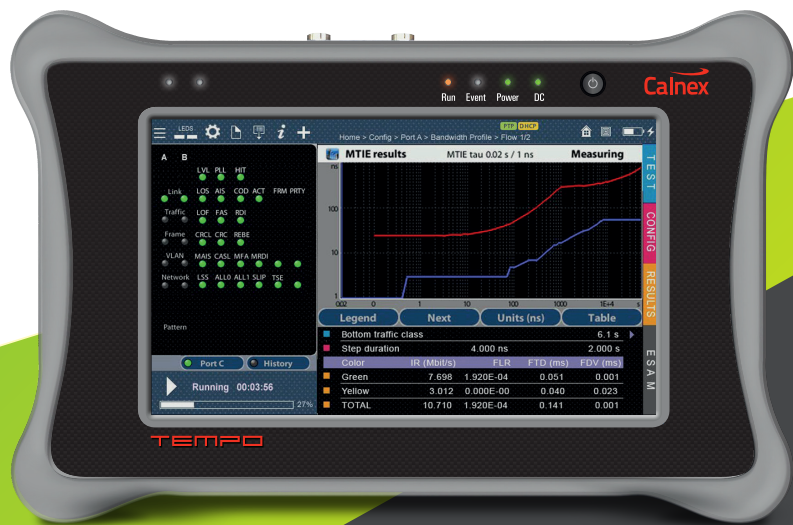 Run Event Power DC
Calnex
LEDS
i
PTP DHCP
Home > Config > Port A > Bandwidth Profile > Flow 1/2
A B
LVL PLL HIT
Link LOS AIS COD ACT FRM PRTY
Traffic LOF FAS RDI
Frame CRCL CRC REBE
VLAN MAIS CASL MFA MRDI
Network LSS ALL0 ALL1 SLIP TSE
Pattern
Port C History
Running 00:03:56
27%
MTIE results MTIE tau 0.02 s / 1 ns Measuring
ns
100
10
1
0.02 0 1 10 100 1000 1E+4 s
Legend Next Units (ns) Table
Bottom traffic class 6.1 s
Step duration 4.000 ns 2.000 s
Color IR (Mbit/s) FLR FTD (ms) FDV (ms)
Green 7.698 1.920E-04 0.051 0.001
Yellow 3.012 0.000E-00 0.040 0.023
TOTAL 10.710 1.920E-04 0.141 0.001
TEST
CONFIG
RESULTS
ESAM
TEMPO